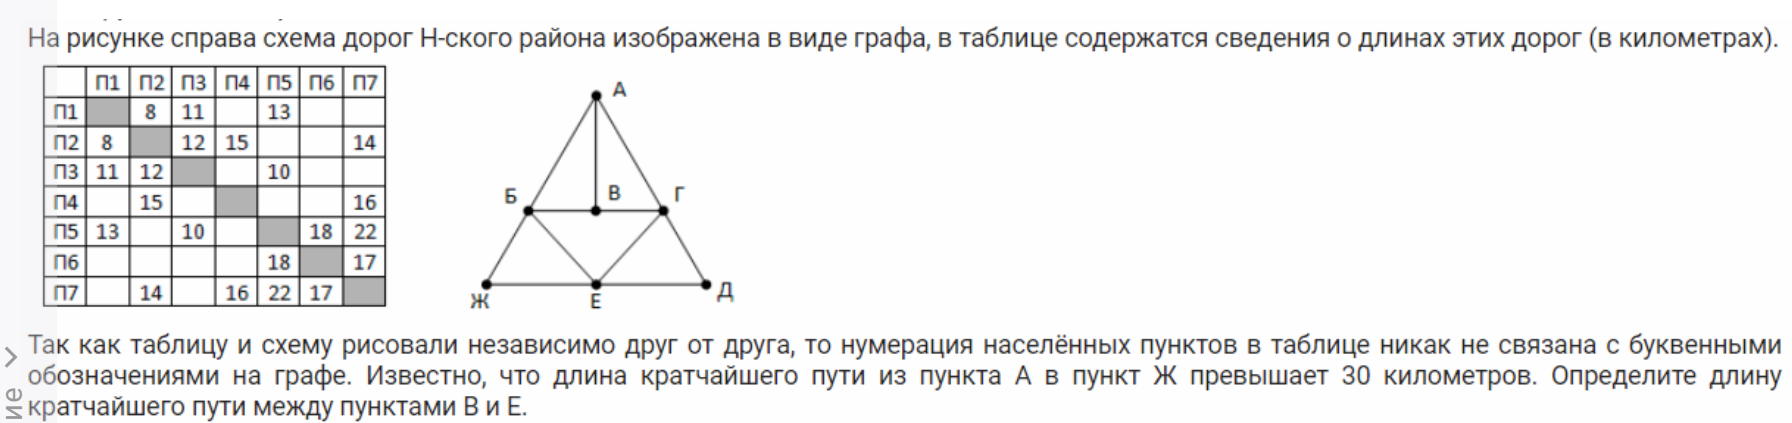 На рисунке справа схема дорог Н-ского района изображена в виде графа, в таблице содержатся сведения о длинах этих дорог (в километрах).
П1 П2 П3 П4 П5 П6 П7
П1 8 11 13
П2 8 12 15 14
П3 11 12 10
П4 15 16
П5 13 10 18 22
П6 18 17
П7 14 16 22 17
А
Б В Г
Ж Е Д
Так как таблицу и схему рисовали независимо друг от друга, то нумерация населённых пунктов в таблице никак не связана с буквенными
обозначениями на графе. Известно, что длина кратчайшего пути из пункта А в пункт Ж превышает 30 километров. Определите длину
кратчайшего пути между пунктами В и Е.
ие